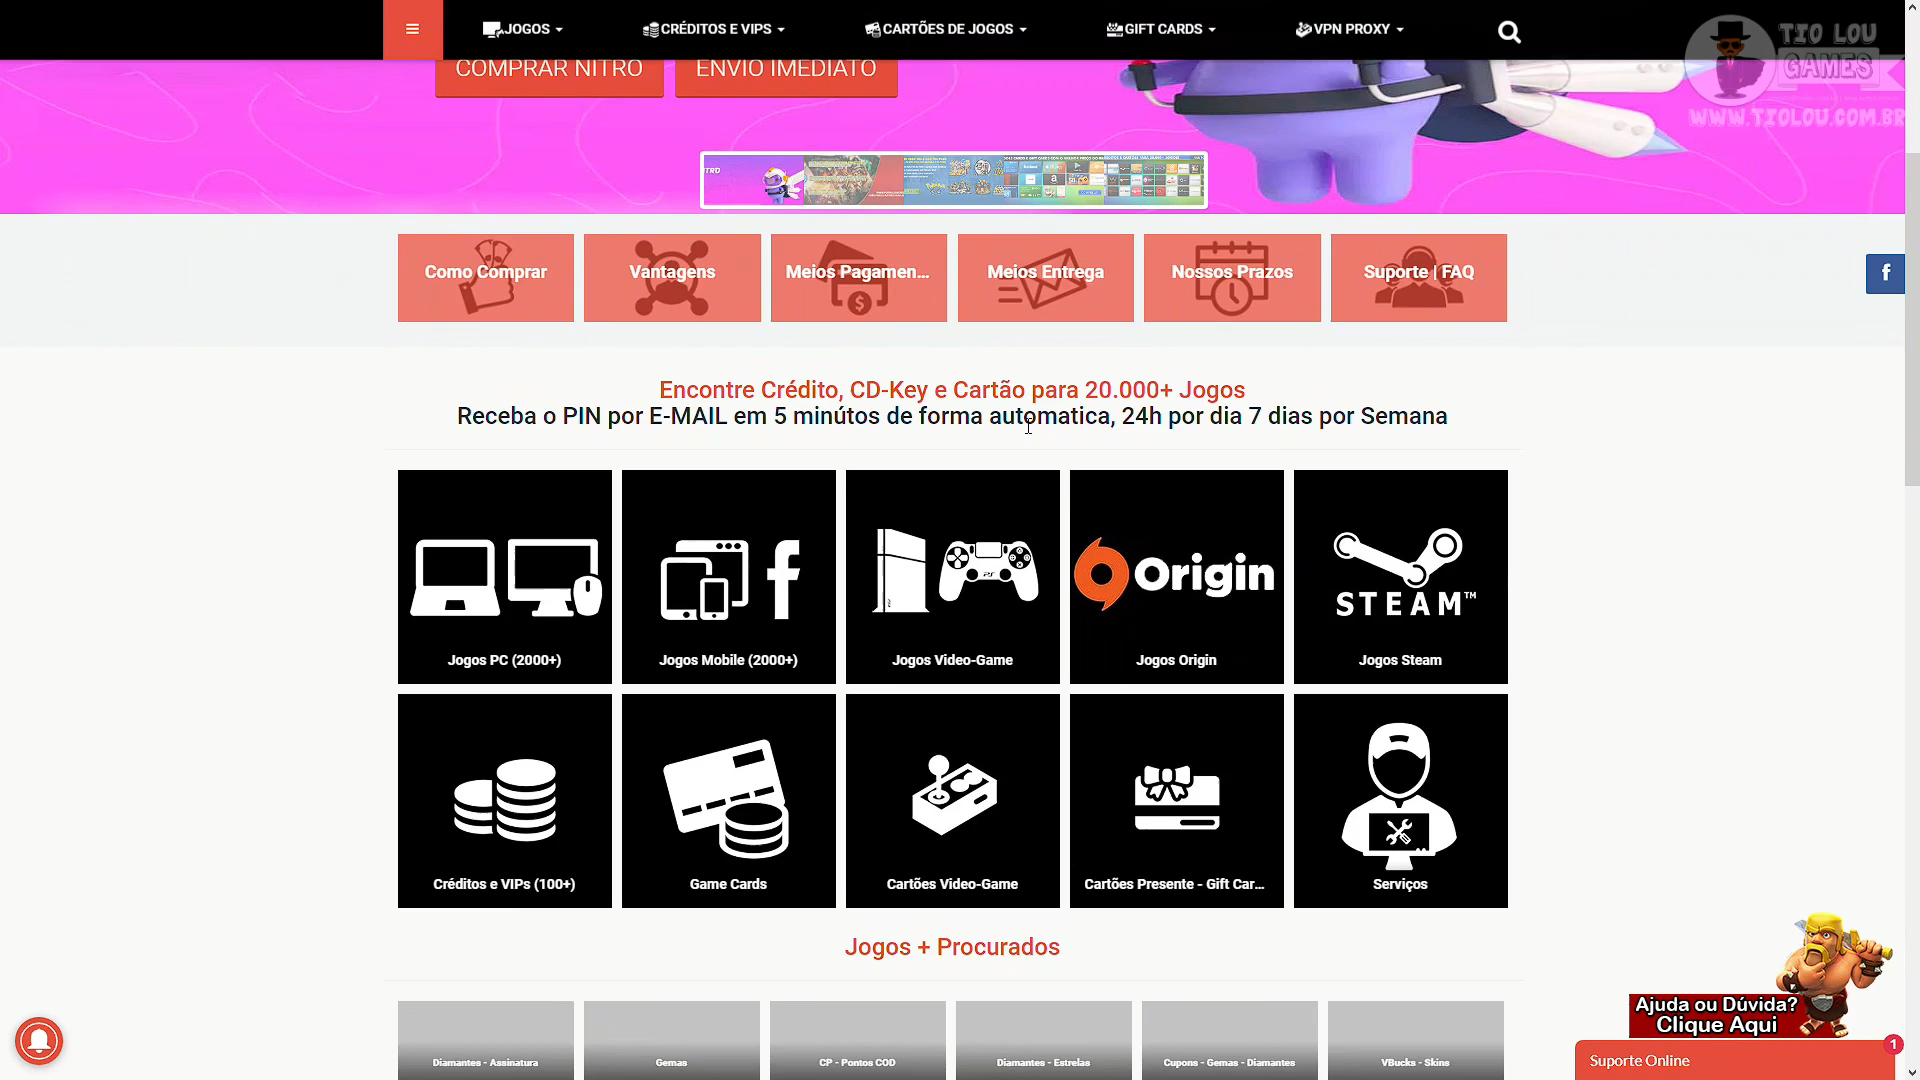 JOGOS
CRÉDITOS E VIPS
CARTÕES DE JOGOS
GIFT CARDS
VPN PROXY
TIO LOU
GAMES
WWW.TIOLOU.COM.BR
COMPRAR NITRO
ENVIO IMEDIATO
Como Comprar
Vantagens
Meios Pagamen...
Meios Entrega
Nossos Prazos
Suporte | FAQ
f
Encontre Crédito, CD-Key e Cartão para 20.000+ Jogos
Receba o PIN por E-MAIL em 5 minútos de forma automatica, 24h por dia 7 dias por Semana
Origin
STEAM™
Jogos PC (2000+)
Jogos Mobile (2000+)
Jogos Video-Game
Jogos Origin
Jogos Steam
Créditos e VIPs (100+)
Game Cards
Cartões Video-Game
Cartões Presente - Gift Car...
Serviços
Jogos + Procurados
Diamantes - Assinatura
Gemas
CP - Pontos COD
Diamantes - Estrelas
Cupons - Gemas - Diamantes
VBucks - Skins
Ajuda ou Dúvida?
Clique Aqui
Suporte Online
1